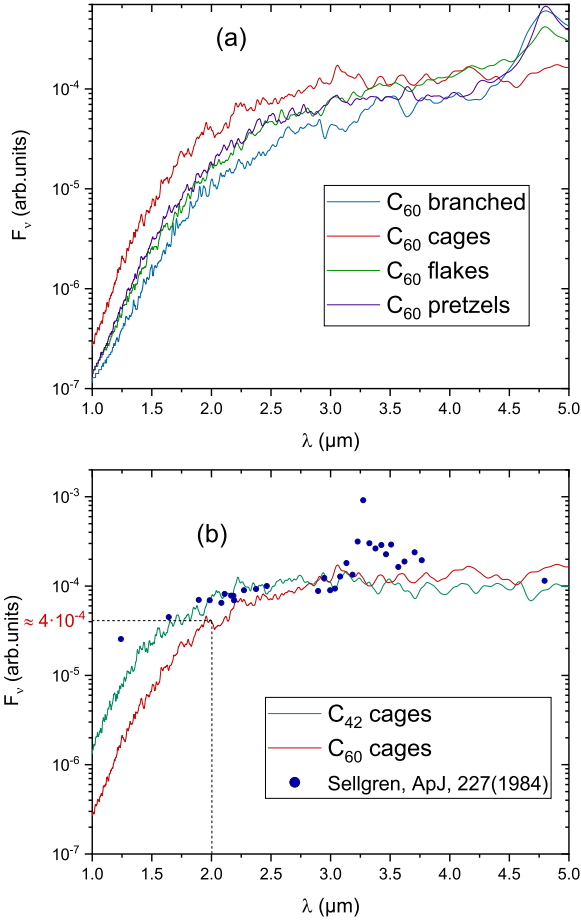 (a)
10⁻⁴
10⁻⁵
10⁻⁶
10⁻⁷
Fν (arb.units)
C₆₀ branched
C₆₀ cages
C₆₀ flakes
C₆₀ pretzels
1.0 1.5 2.0 2.5 3.0 3.5 4.0 4.5 5.0
λ (µm)
(b)
10⁻³
10⁻⁴
≈ 4·10⁻⁴
10⁻⁵
10⁻⁶
10⁻⁷
Fν (arb.units)
C₄₂ cages
C₆₀ cages
Sellgren, ApJ, 227(1984)
1.0 1.5 2.0 2.5 3.0 3.5 4.0 4.5 5.0
λ (µm)